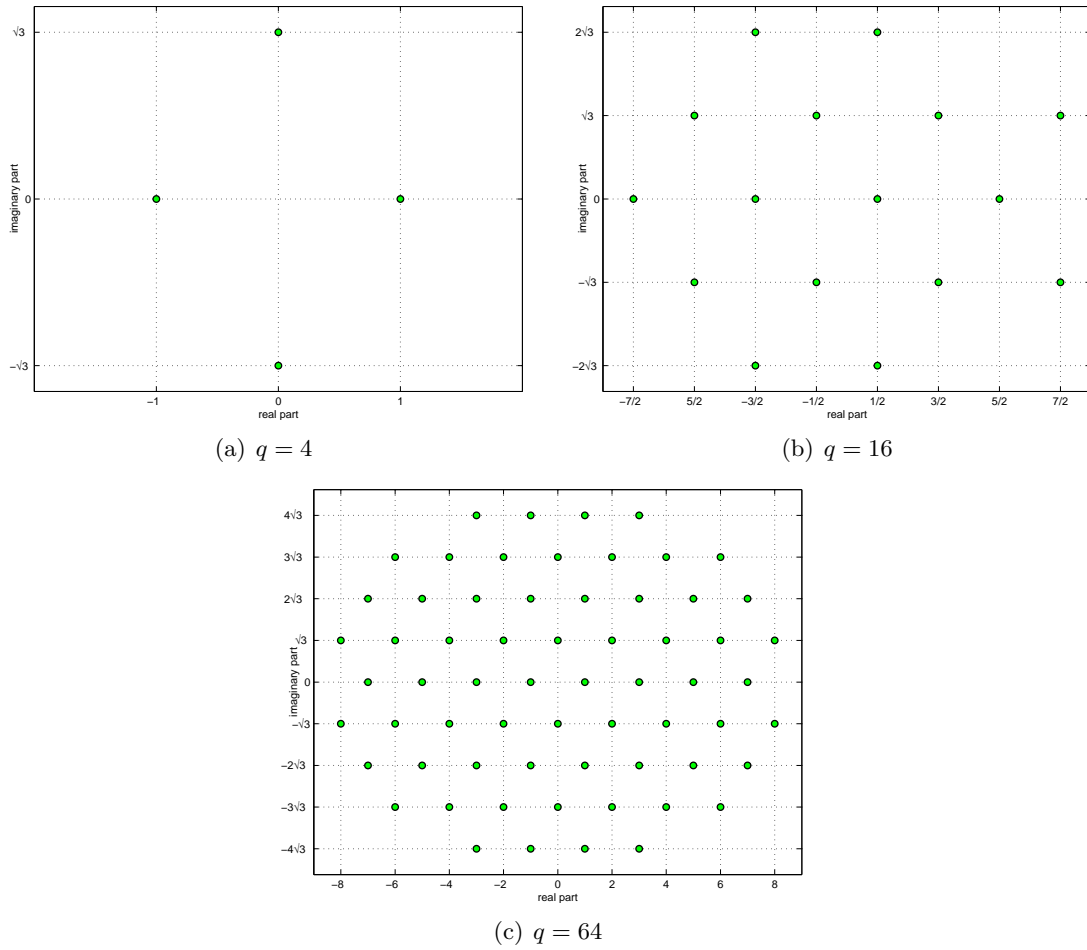 √3
0
−√3
imaginary part
−1 0 1
real part
(a) q = 4
2√3
√3
0
−√3
−2√3
imaginary part
−7/2 5/2 −3/2 −1/2 1/2 3/2 5/2 7/2
real part
(b) q = 16
4√3
3√3
2√3
√3
0
−√3
−2√3
−3√3
−4√3
imaginary part
−8 −6 −4 −2 0 2 4 6 8
real part
(c) q = 64